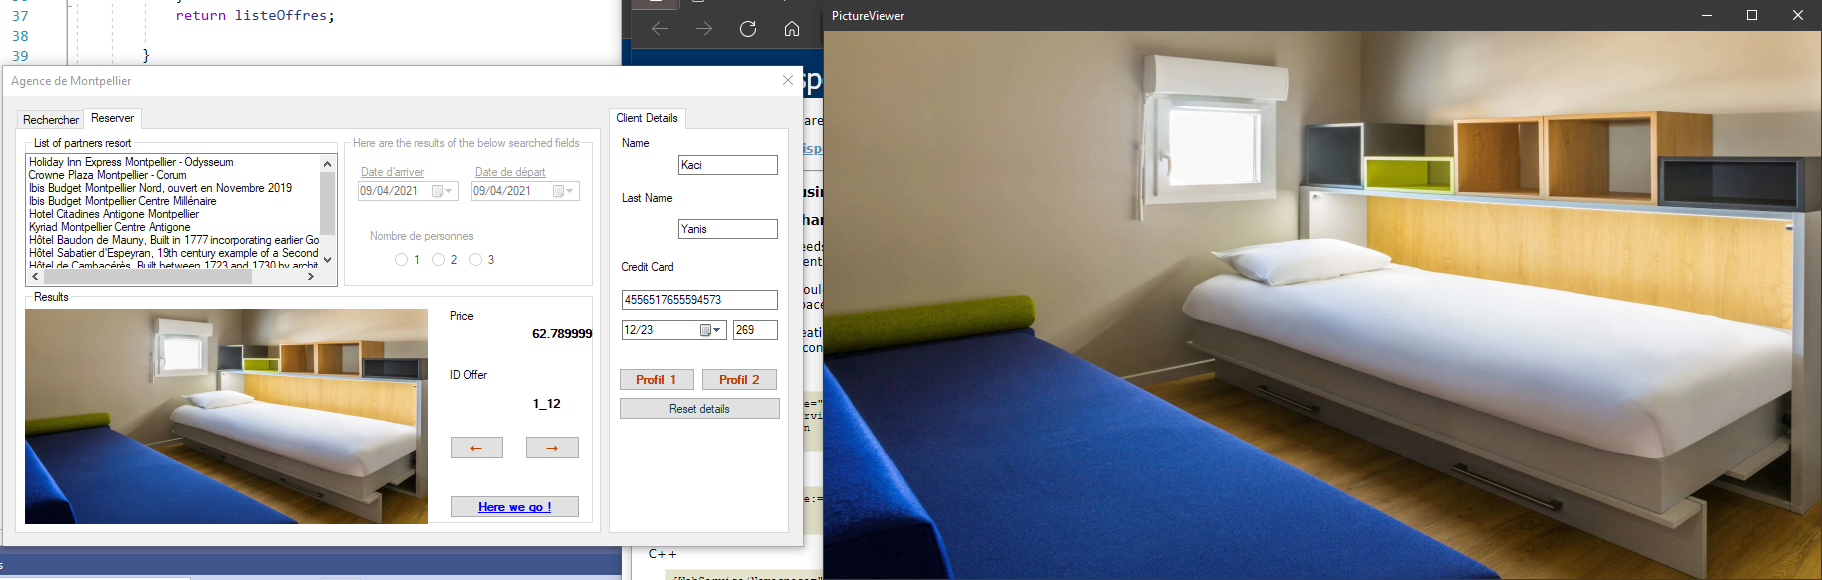 37
return listeOffres;
38
39
}
Agence de Montpellier
Rechercher
Reserver
List of partners resort
Holiday Inn Express Montpellier - Odysseum
Crowne Plaza Montpellier - Corum
Ibis Budget Montpellier Nord, ouvert en Novembre 2019
Ibis Budget Montpellier Centre Millénaire
Hotel Citadines Antigone Montpellier
Kyriad Montpellier Centre Antigone
Hôtel Baudon de Mauny, Built in 1777 incorporating earlier Go
Hôtel Sabatier d'Espeyran, 19th century example of a Second
Hôtel de Cambacérès, Built between 1723 and 1730 by archit
Here are the results of the below searched fields
Date d'arriver
Date de départ
09/04/2021
09/04/2021
Nombre de personnes
1 2 3
Results
Price
62.789999
ID Offer
1_12
←
→
Here we go !
Client Details
Name
Kaci
Last Name
Yanis
Credit Card
4556517655594573
12/23
269
Profil 1
Profil 2
Reset details
C++
PictureViewer